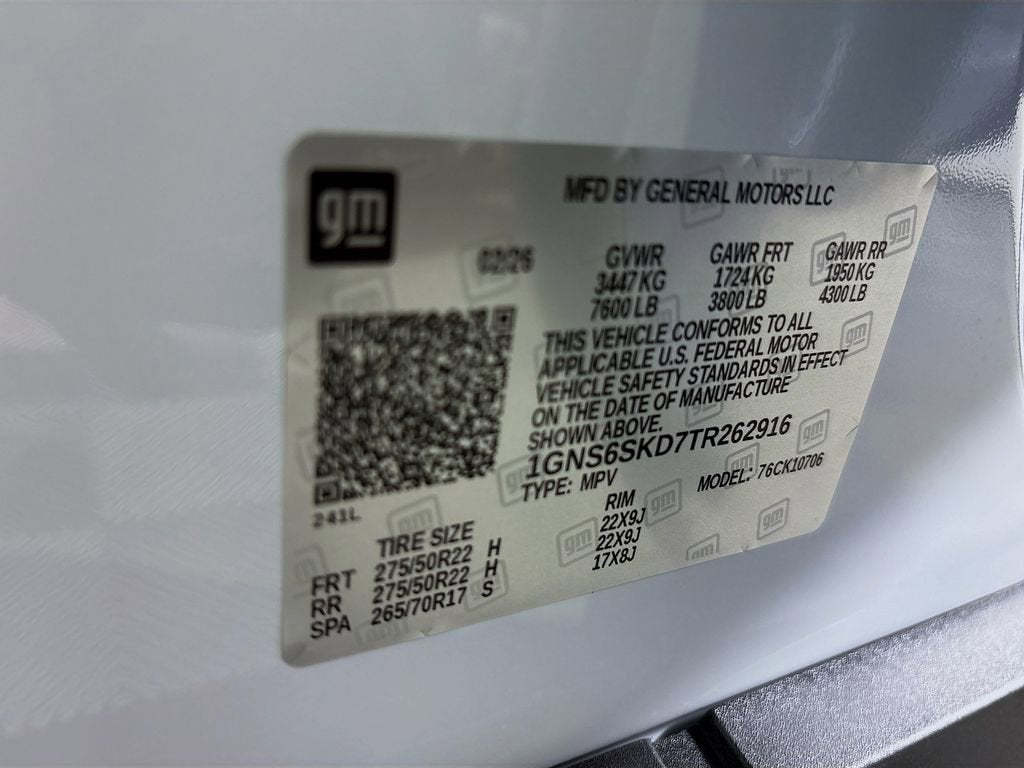 gm
MFD BY GENERAL MOTORS LLC
02/26
GVWR GAWR FRT GAWR RR
3447 KG 1724 KG 1950 KG
7600 LB 3800 LB 4300 LB
THIS VEHICLE CONFORMS TO ALL
APPLICABLE U.S. FEDERAL MOTOR
VEHICLE SAFETY STANDARDS IN EFFECT
ON THE DATE OF MANUFACTURE
SHOWN ABOVE.
1GNS6SKD7TR262916
TYPE: MPV MODEL: 76CK10706
241L
TIRE SIZE RIM
FRT 275/50R22 H 22X9J
RR 275/50R22 H 22X9J
SPA 265/70R17 S 17X8J